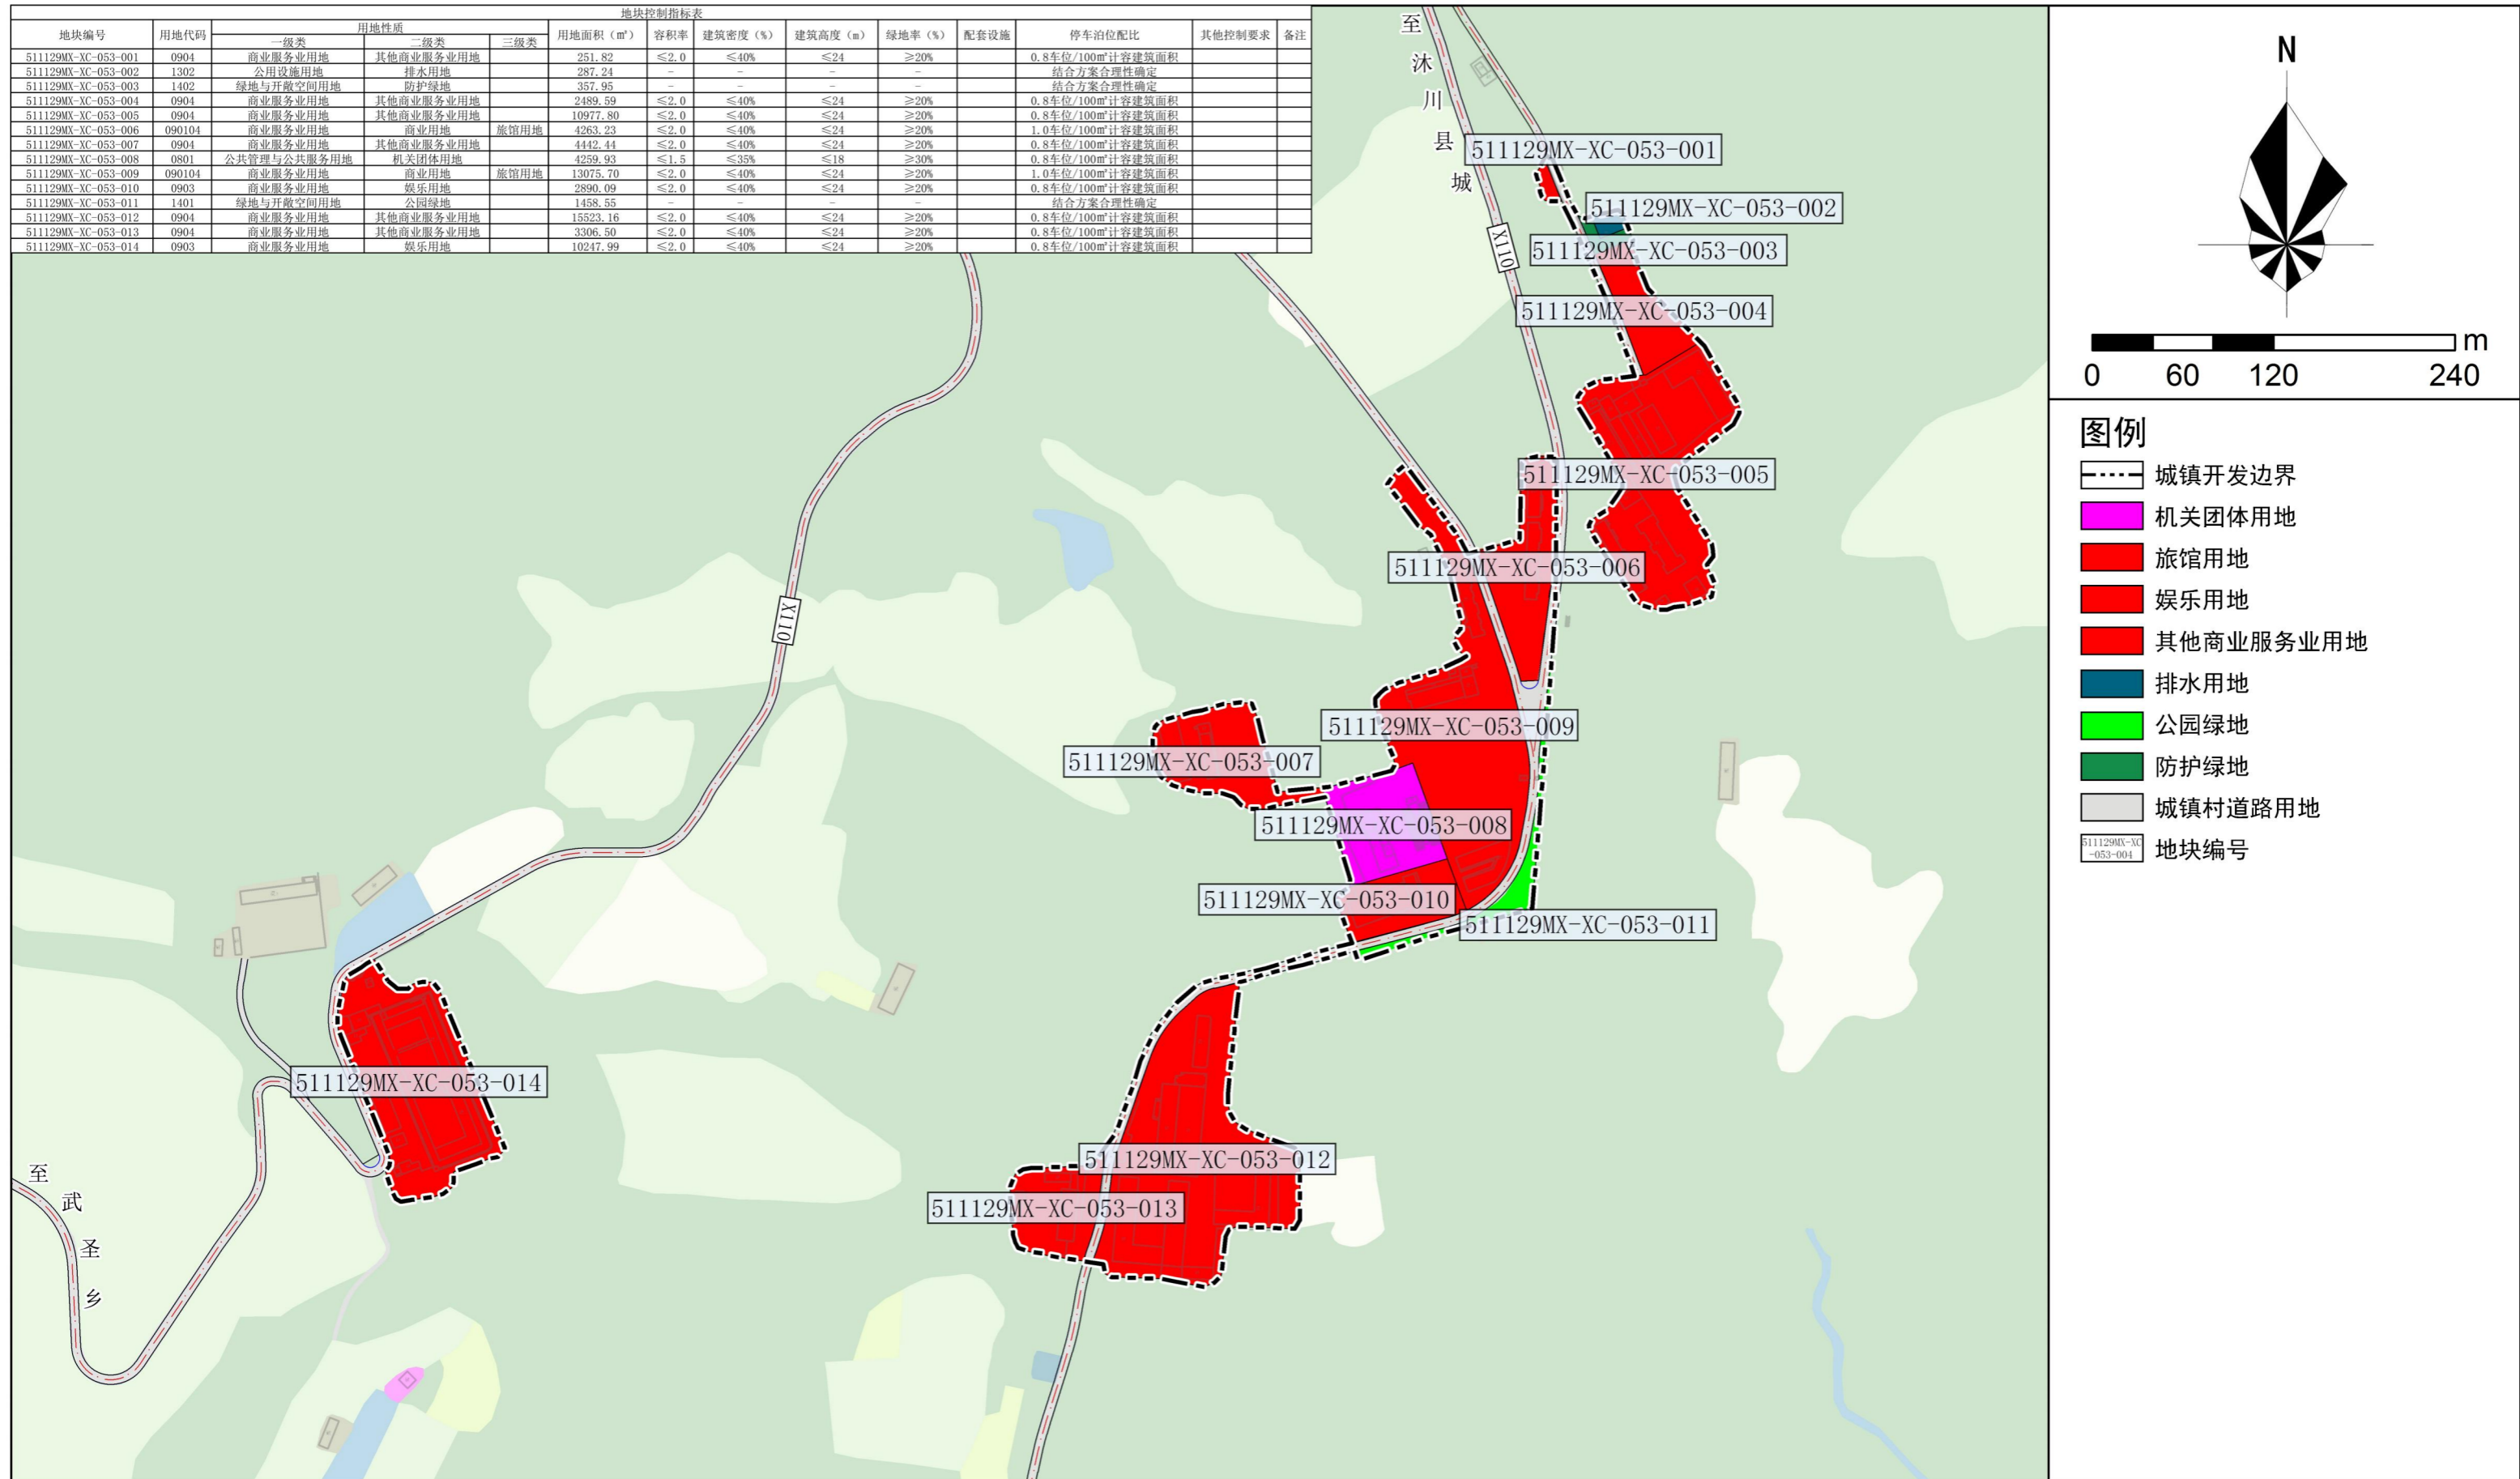 地块控制指标表
地块编号 用地代码 用地性质 用地面积（㎡） 容积率 建筑密度（%） 建筑高度（m） 绿地率（%） 配套设施 停车泊位配比 其他控制要求 备注
一级类 二级类 三级类
511129MX-XC-053-001 0904 商业服务业用地 其他商业服务业用地 251.82 ≤2.0 ≤40% ≤24 ≥20% 0.8车位/100㎡计容建筑面积
511129MX-XC-053-002 1302 公用设施用地 排水用地 287.24 - - - - 结合方案合理性确定
511129MX-XC-053-003 1402 绿地与开敞空间用地 防护绿地 357.95 - - - - 结合方案合理性确定
511129MX-XC-053-004 0904 商业服务业用地 其他商业服务业用地 2489.59 ≤2.0 ≤40% ≤24 ≥20% 0.8车位/100㎡计容建筑面积
511129MX-XC-053-005 0904 商业服务业用地 其他商业服务业用地 10977.80 ≤2.0 ≤40% ≤24 ≥20% 0.8车位/100㎡计容建筑面积
511129MX-XC-053-006 090104 商业服务业用地 商业用地 旅馆用地 4263.23 ≤2.0 ≤40% ≤24 ≥20% 1.0车位/100㎡计容建筑面积
511129MX-XC-053-007 0904 商业服务业用地 其他商业服务业用地 4442.44 ≤2.0 ≤40% ≤24 ≥20% 0.8车位/100㎡计容建筑面积
511129MX-XC-053-008 0801 公共管理与公共服务用地 机关团体用地 4259.93 ≤1.5 ≤35% ≤18 ≥30% 0.8车位/100㎡计容建筑面积
511129MX-XC-053-009 090104 商业服务业用地 商业用地 旅馆用地 13075.70 ≤2.0 ≤40% ≤24 ≥20% 1.0车位/100㎡计容建筑面积
511129MX-XC-053-010 0903 商业服务业用地 娱乐用地 2890.09 ≤2.0 ≤40% ≤24 ≥20% 0.8车位/100㎡计容建筑面积
511129MX-XC-053-011 1401 绿地与开敞空间用地 公园绿地 1458.55 - - - - 结合方案合理性确定
511129MX-XC-053-012 0904 商业服务业用地 其他商业服务业用地 15523.16 ≤2.0 ≤40% ≤24 ≥20% 0.8车位/100㎡计容建筑面积
511129MX-XC-053-013 0904 商业服务业用地 其他商业服务业用地 3306.50 ≤2.0 ≤40% ≤24 ≥20% 0.8车位/100㎡计容建筑面积
511129MX-XC-053-014 0903 商业服务业用地 娱乐用地 10247.99 ≤2.0 ≤40% ≤24 ≥20% 0.8车位/100㎡计容建筑面积
至沐川县城
511129MX-XC-053-001
511129MX-XC-053-002
X110
511129MX-XC-053-003
511129MX-XC-053-004
511129MX-XC-053-005
511129MX-XC-053-006
X110
511129MX-XC-053-009
511129MX-XC-053-007
511129MX-XC-053-008
511129MX-XC-053-010
511129MX-XC-053-011
511129MX-XC-053-014
511129MX-XC-053-012
511129MX-XC-053-013
至武圣乡
N
m
0 60 120 240
图例
城镇开发边界
机关团体用地
旅馆用地
娱乐用地
其他商业服务业用地
排水用地
公园绿地
防护绿地
城镇村道路用地
511129MX-XC
-053-004
地块编号